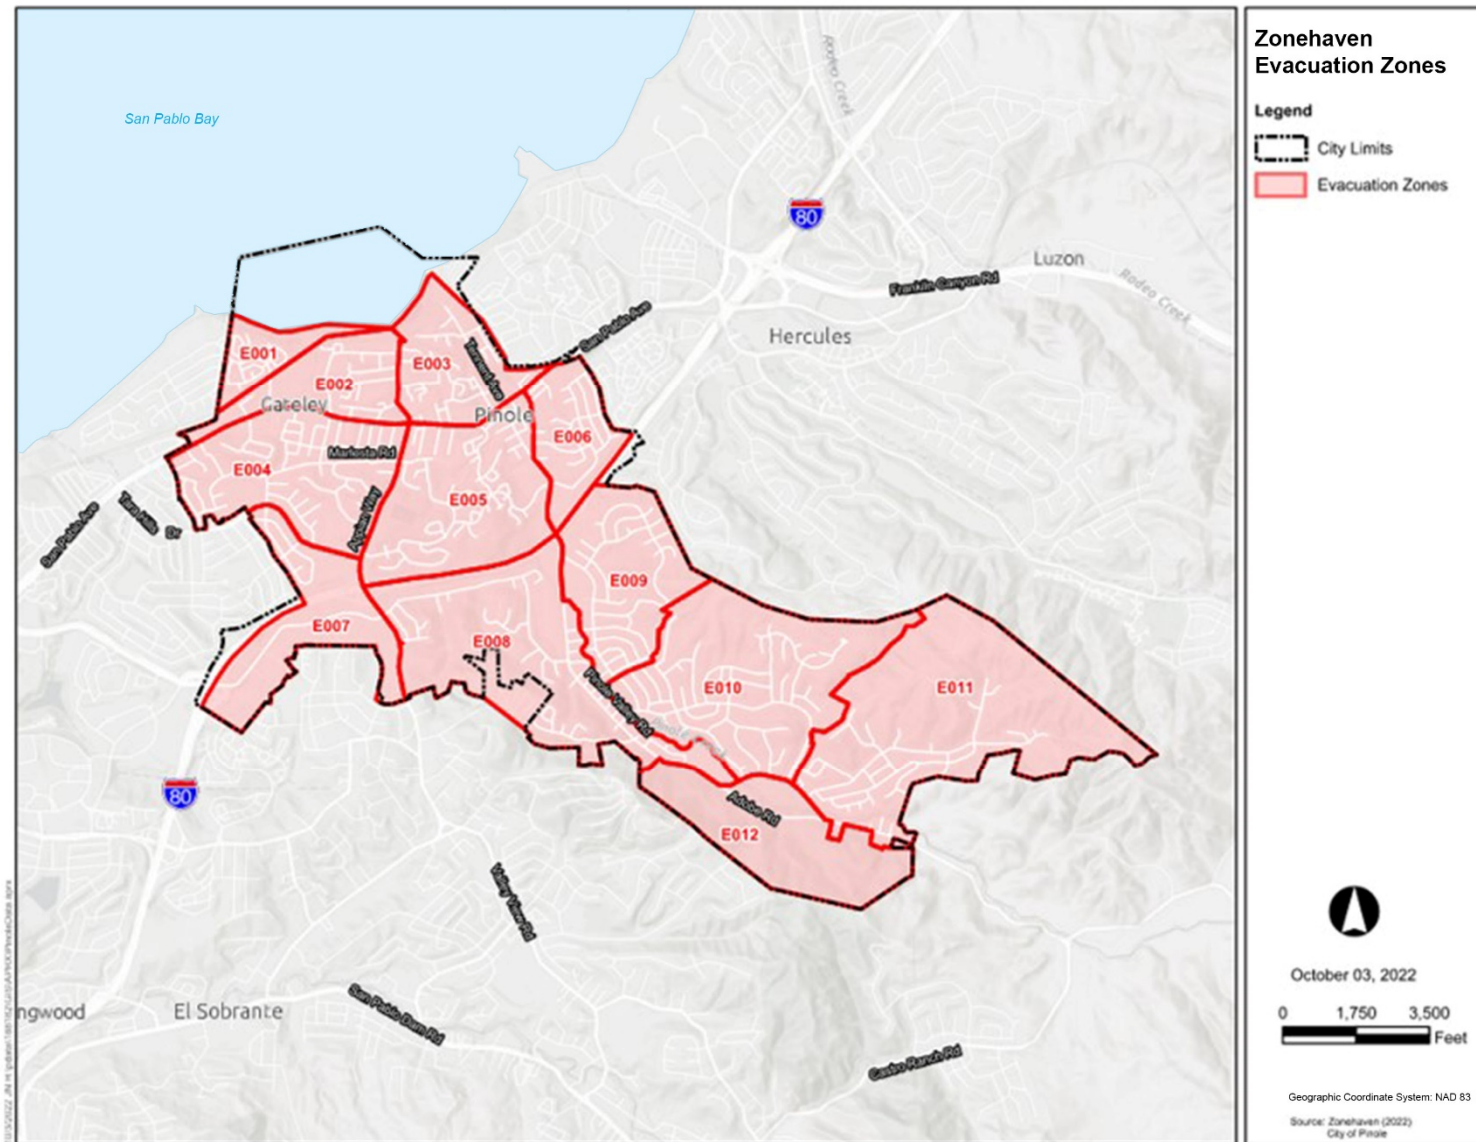 Zonehaven
Evacuation Zones
Legend
City Limits
Evacuation Zones
San Pablo Bay
Rodeo Creek
80
Luzon
Franklin Canyon Rd
Rodeo Creek
San Pablo Ave
Hercules
E001
E002
E003
Tennent Ave
Gateley
Pinole
E006
Marlesta Rd
E004
E005
Appian Way
San Pablo Ave
Tara Hills Dr
E009
E007
E008
E010
E011
Pinole Valley Rd
Adobe Rd
E012
80
Valley View Rd
El Sobrante
San Pablo Dam Rd
Castro Ranch Rd
ngwood
October 03, 2022
0 1,750 3,500
Feet
Geographic Coordinate System: NAD 83
Source: Zonehaven (2022)
City of Pinole